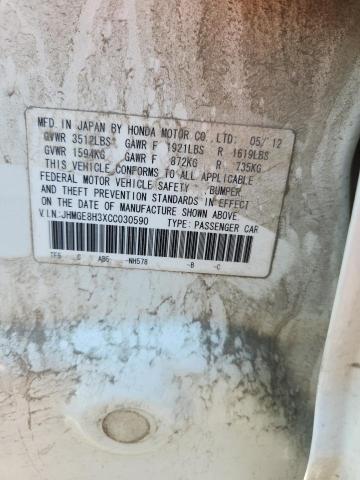 MFD. IN JAPAN BY HONDA MOTOR CO., LTD. 05/12
GVWR 3512LBS GAWR F 1921LBS R 1619LBS
GVWR 1594KG GAWR F 872KG R 735KG
THIS VEHICLE CONFORMS TO ALL APPLICABLE
FEDERAL MOTOR VEHICLE SAFETY, BUMPER,
AND THEFT PREVENTION STANDARDS IN EFFECT
ON THE DATE OF MANUFACTURE SHOWN ABOVE.
V.I.N.:JHMGE8H3XCC030590 TYPE: PASSENGER CAR
TF5 C AB6 -NH578 -B -C